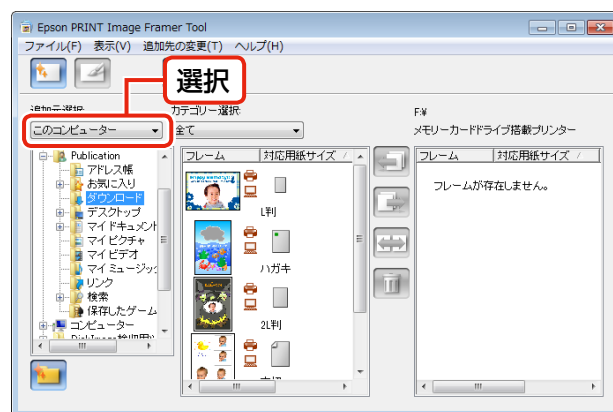 Epson PRINT Image Framer Tool
ファイル(F) 表示(V) 追加先の変更(T) ヘルプ(H)
選択
追加元選択:
カテゴリー選択:
F:¥
このコンピューター
全て
メモリーカードドライブ搭載プリンター
Publication
アドレス帳
お気に入り
ダウンロード
デスクトップ
マイドキュメント
マイピクチャ
マイビデオ
マイミュージック
リンク
検索
保存したゲーム
コンピューター
フレーム 対応用紙サイズ
L判
ハガキ
2L判
フレーム 対応用紙サイズ
フレームが存在しません。